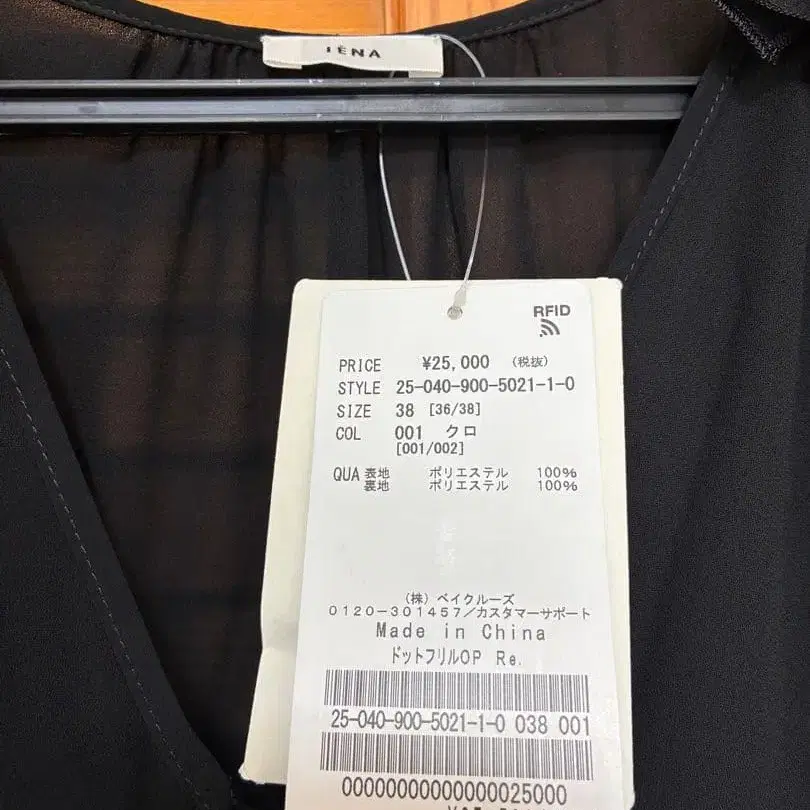 IÉNA
RFID
PRICE ¥25,000 (税抜)
STYLE 25-040-900-5021-1-0
SIZE 38 [36/38]
COL 001 クロ
[001/002]
QUA 表地 ポリエステル 100%
裏地 ポリエステル 100%
(株) ベイクルーズ
0120-301457/カスタマーサポート
Made in China
ドットフリルOP Re.
25-040-900-5021-1-0 038 001
00000000000000025000